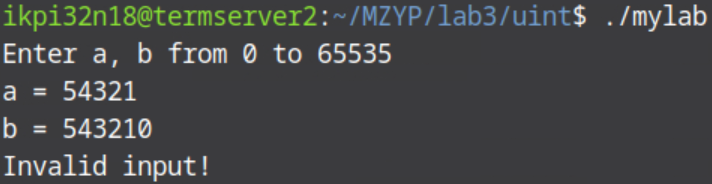 ikpi32n18@termserver2:~/MZYP/lab3/uint$ ./mylab
Enter a, b from 0 to 65535
a = 54321
b = 543210
Invalid input!